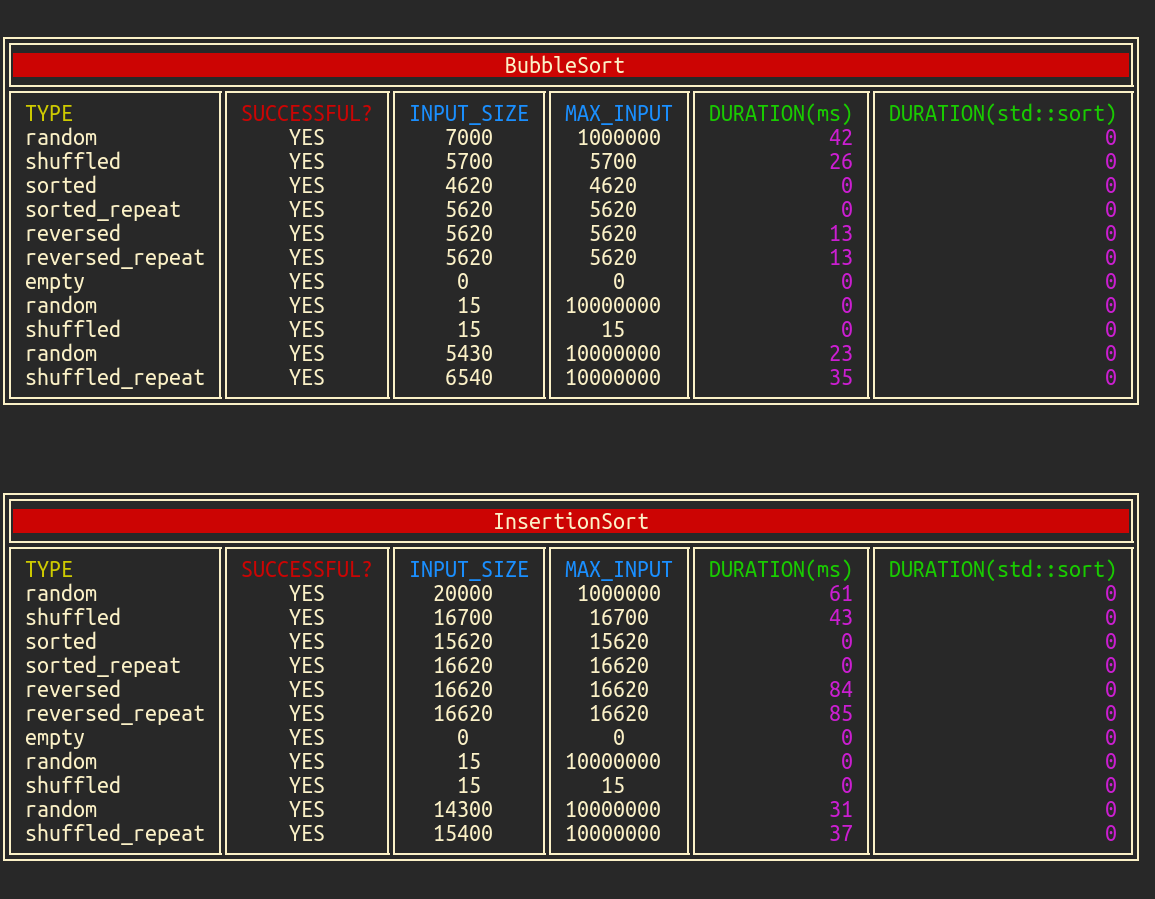 BubbleSort
TYPE SUCCESSFUL? INPUT_SIZE MAX_INPUT DURATION(ms) DURATION(std::sort)
random YES 7000 1000000 42 0
shuffled YES 5700 5700 26 0
sorted YES 4620 4620 0 0
sorted_repeat YES 5620 5620 0 0
reversed YES 5620 5620 13 0
reversed_repeat YES 5620 5620 13 0
empty YES 0 0 0 0
random YES 15 10000000 0 0
shuffled YES 15 15 0 0
random YES 5430 10000000 23 0
shuffled_repeat YES 6540 10000000 35 0
InsertionSort
TYPE SUCCESSFUL? INPUT_SIZE MAX_INPUT DURATION(ms) DURATION(std::sort)
random YES 20000 1000000 61 0
shuffled YES 16700 16700 43 0
sorted YES 15620 15620 0 0
sorted_repeat YES 16620 16620 0 0
reversed YES 16620 16620 84 0
reversed_repeat YES 16620 16620 85 0
empty YES 0 0 0 0
random YES 15 10000000 0 0
shuffled YES 15 15 0 0
random YES 14300 10000000 31 0
shuffled_repeat YES 15400 10000000 37 0